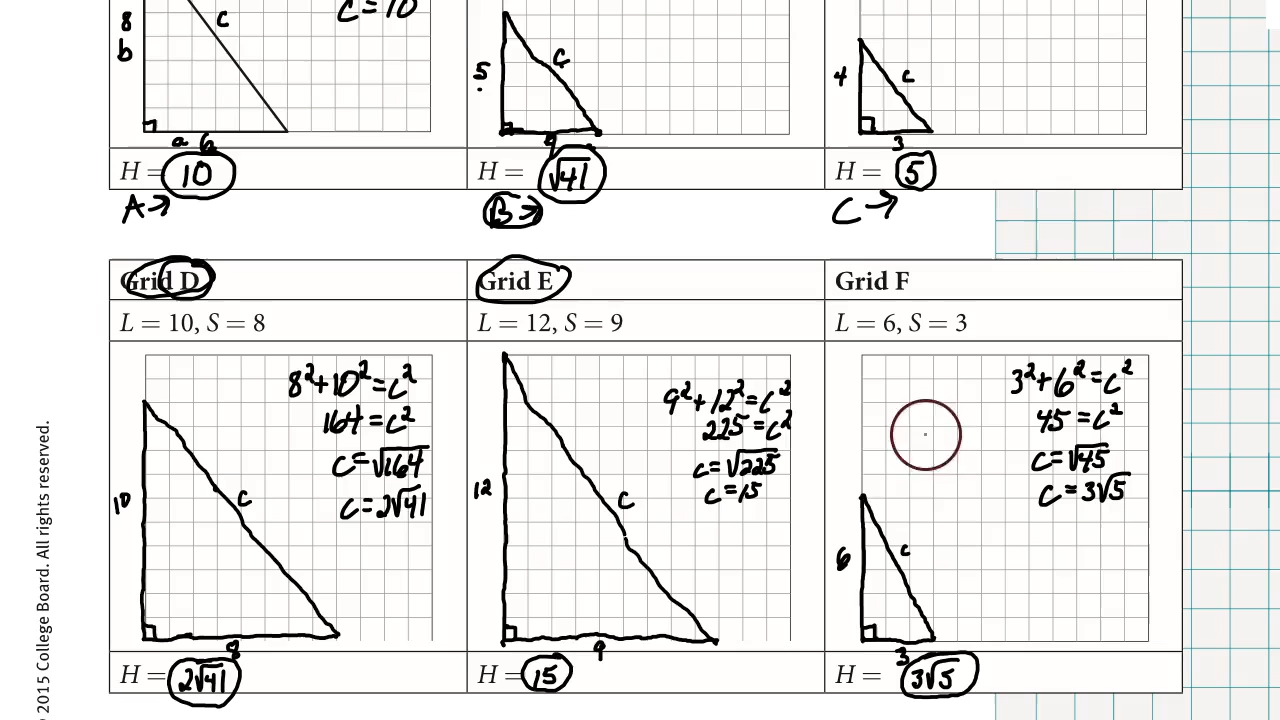 8
b
c
c = 10
a 6
5
c
4
4
c
3
H = 10
H = √41
H = 5
A →
B →
C →
Grid D
Grid E
Grid F
L = 10, S = 8
L = 12, S = 9
L = 6, S = 3
8² + 10² = c²
164 = c²
c = √164
c = 2√41
10
c
8
9² + 12² = c²
225 = c²
c = √225
c = 15
12
c
9
3² + 6² = c²
45 = c²
c = √45
c = 3√5
6
c
3
H = 2√41
H = 15
H = 3√5
2015 College Board. All rights reserved.